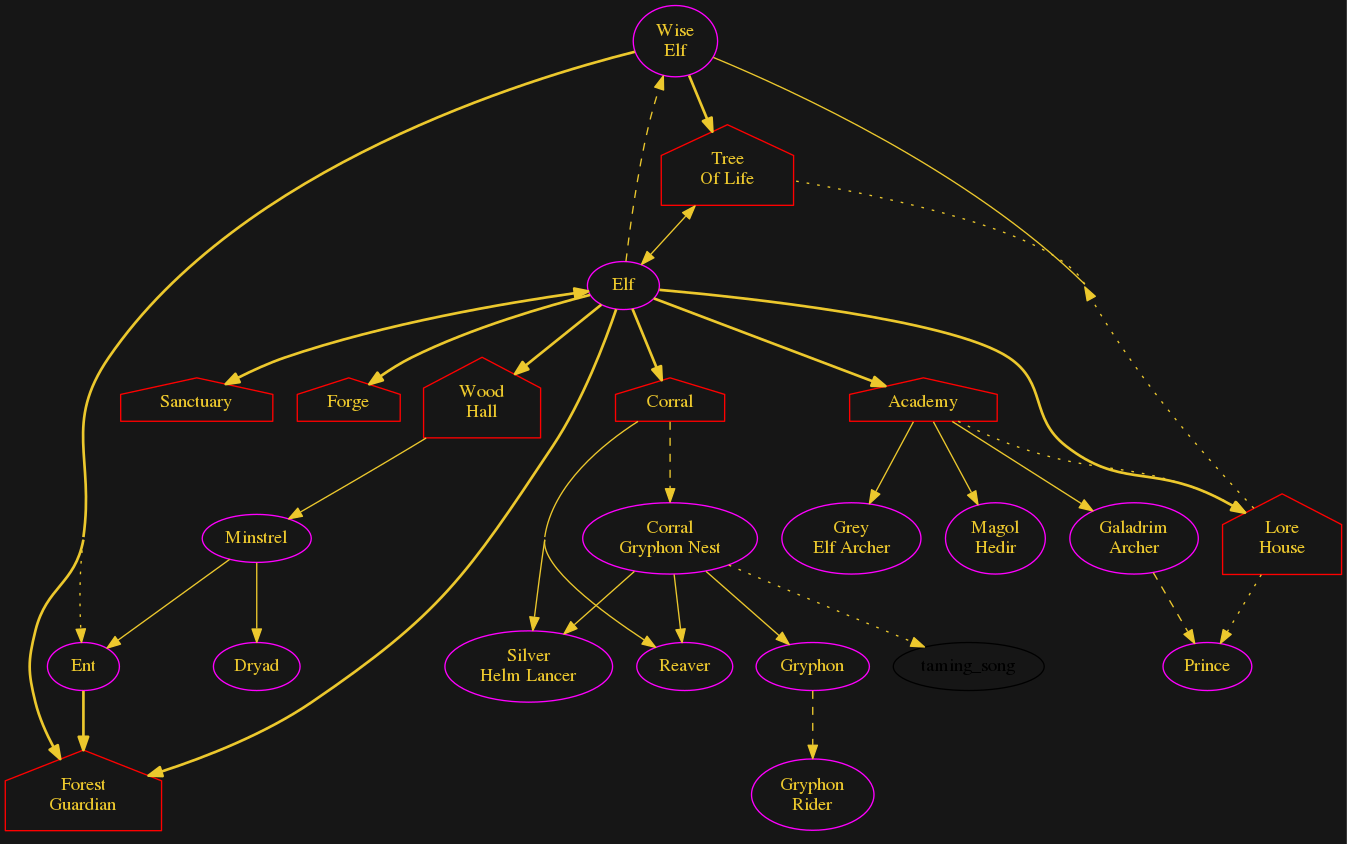 Wise
Elf
Tree
Of Life
Elf
Sanctuary
Forge
Wood
Hall
Corral
Academy
Minstrel
Corral
Gryphon Nest
Grey
Elf Archer
Magol
Hedir
Galadrim
Archer
Lore
House
Ent
Dryad
Silver
Helm Lancer
Reaver
Gryphon
taming_song
Prince
Forest
Guardian
Gryphon
Rider